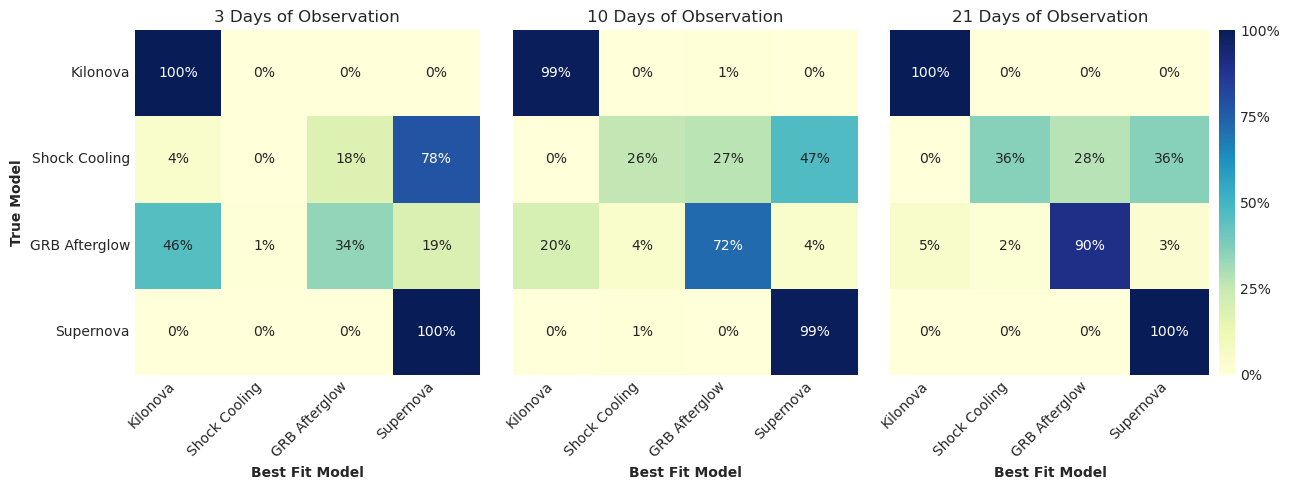 3 Days of Observation
10 Days of Observation
21 Days of Observation
True Model
Kilonova
100% 0% 0% 0%
99% 0% 1% 0%
100% 0% 0% 0%
Shock Cooling
4% 0% 18% 78%
0% 26% 27% 47%
0% 36% 28% 36%
GRB Afterglow
46% 1% 34% 19%
20% 4% 72% 4%
5% 2% 90% 3%
Supernova
0% 0% 0% 100%
0% 1% 0% 99%
0% 0% 0% 100%
100%
75%
50%
25%
0%
Kilonova
Shock Cooling
GRB Afterglow
Supernova
Kilonova
Shock Cooling
GRB Afterglow
Supernova
Kilonova
Shock Cooling
GRB Afterglow
Supernova
Best Fit Model
Best Fit Model
Best Fit Model